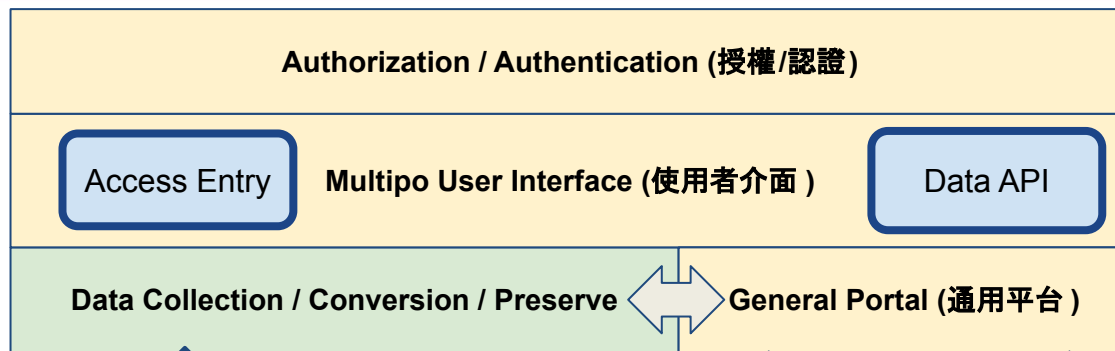 Authorization / Authentication (授權/認證)
Access Entry
Multipo User Interface (使用者介面 )
Data API
Data Collection / Conversion / Preserve
General Portal (通用平台 )